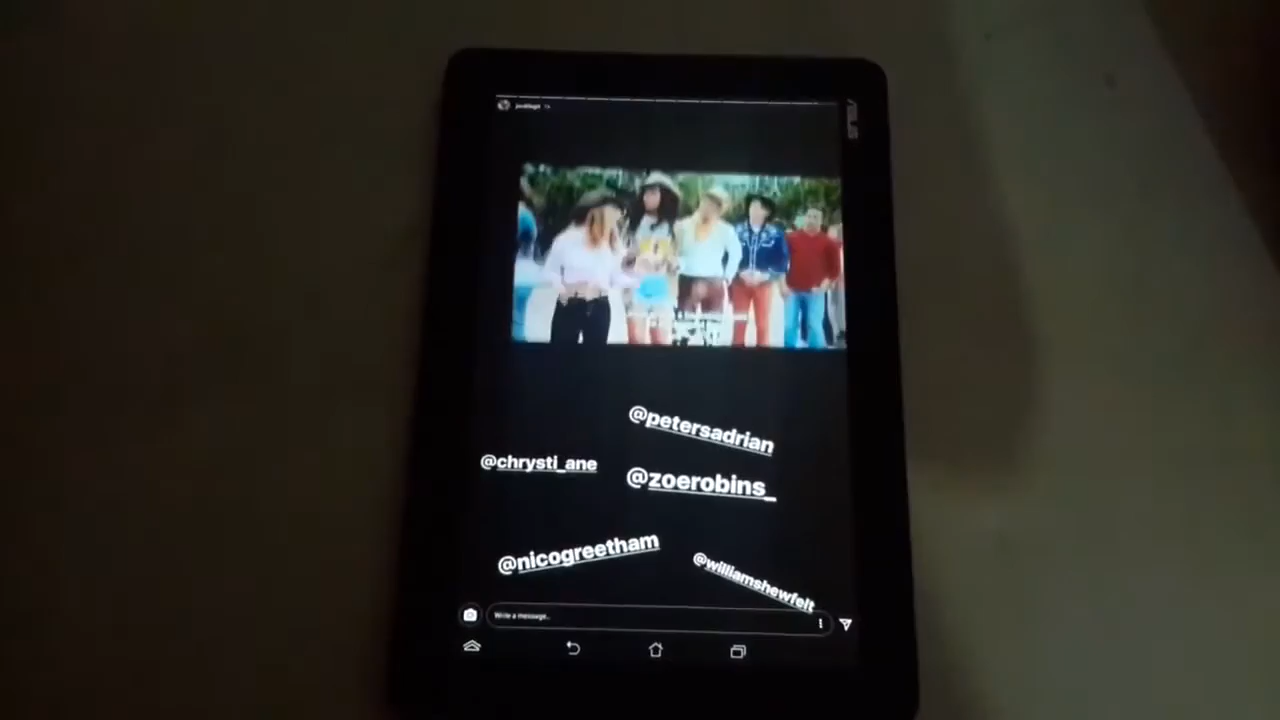 @petersadrian
@chrysti_ane
@zoerobins_
@nicogreetham
@williamshewfelt
Write a message...